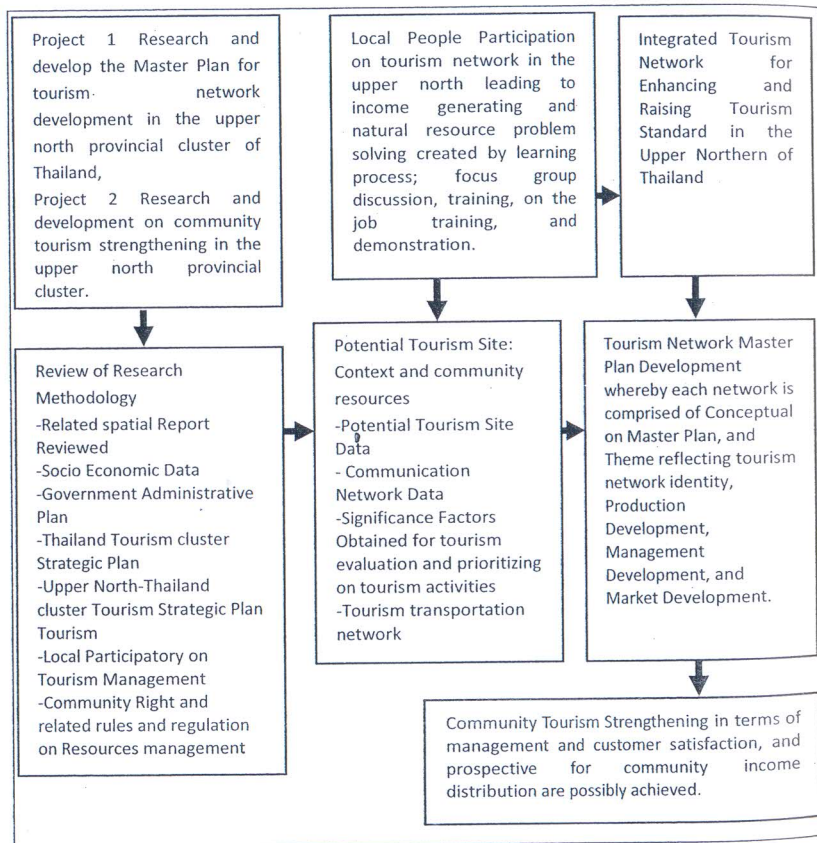 Project 1 Research and
develop the Master Plan for
tourism network
development in the upper
north provincial cluster of
Thailand,
Project 2 Research and
development on community
tourism strengthening in the
upper north provincial
cluster.
Local People Participation
on tourism network in the
upper north leading to
income generating and
natural resource problem
solving created by learning
process; focus group
discussion, training, on the
job training, and
demonstration.
Integrated Tourism
Network for
Enhancing and
Raising Tourism
Standard in the
Upper Northern of
Thailand
Review of Research
Methodology
-Related spatial Report
Reviewed
-Socio Economic Data
-Government Administrative
Plan
-Thailand Tourism cluster
Strategic Plan
-Upper North-Thailand
cluster Tourism Strategic Plan
Tourism
-Local Participatory on
Tourism Management
-Community Right and
related rules and regulation
on Resources management
Potential Tourism Site:
Context and community
resources
-Potential Tourism Site
Data
- Communication
Network Data
-Significance Factors
Obtained for tourism
evaluation and prioritizing
on tourism activities
-Tourism transportation
network
Tourism Network Master
Plan Development
whereby each network is
comprised of Conceptual
on Master Plan, and
Theme reflecting tourism
network identity,
Production
Development,
Management
Development, and
Market Development.
Community Tourism Strengthening in terms of
management and customer satisfaction, and
prospective for community income
distribution are possibly achieved.